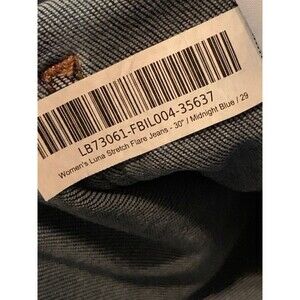 LB73061-FBIL004-35637
Women's Luna Stretch Flare Jeans - 30" / Midnight Blue / 29